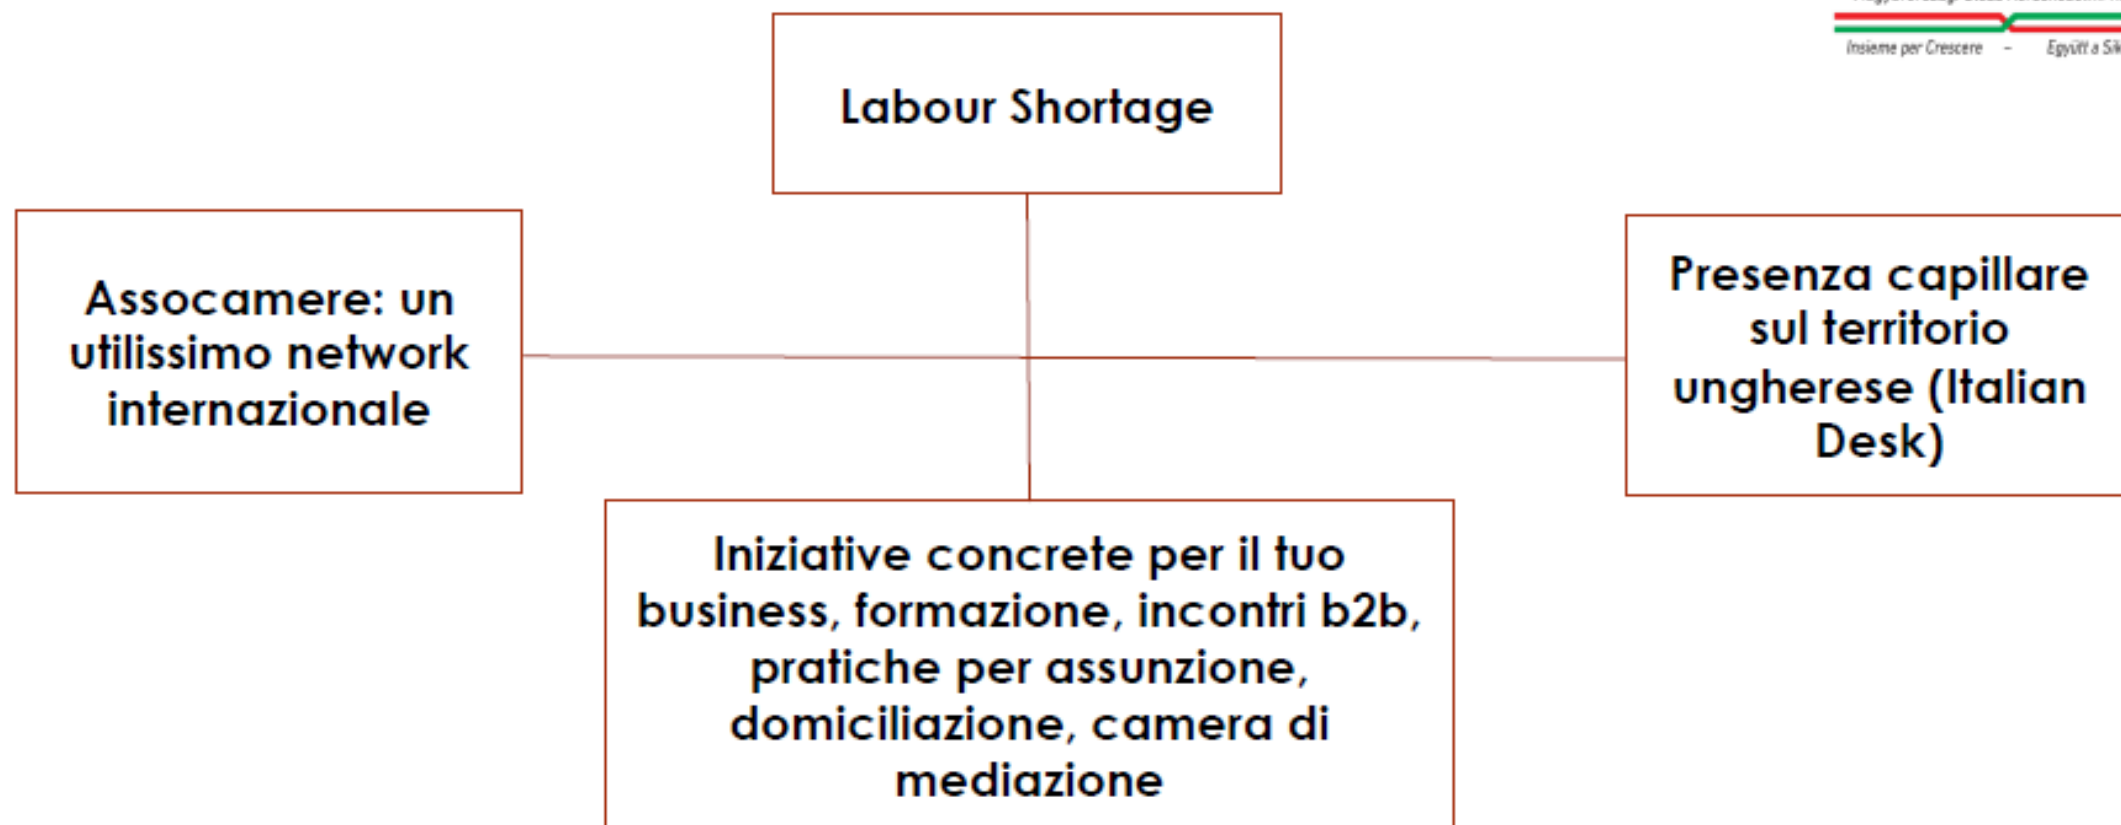 Insieme per Crescere – Együtt a
Labour Shortage
Assocamere: un
utilissimo network
internazionale
Presenza capillare
sul territorio
ungherese (Italian
Desk)
Iniziative concrete per il tuo
business, formazione, incontri b2b,
pratiche per assunzione,
domiciliazione, camera di
mediazione